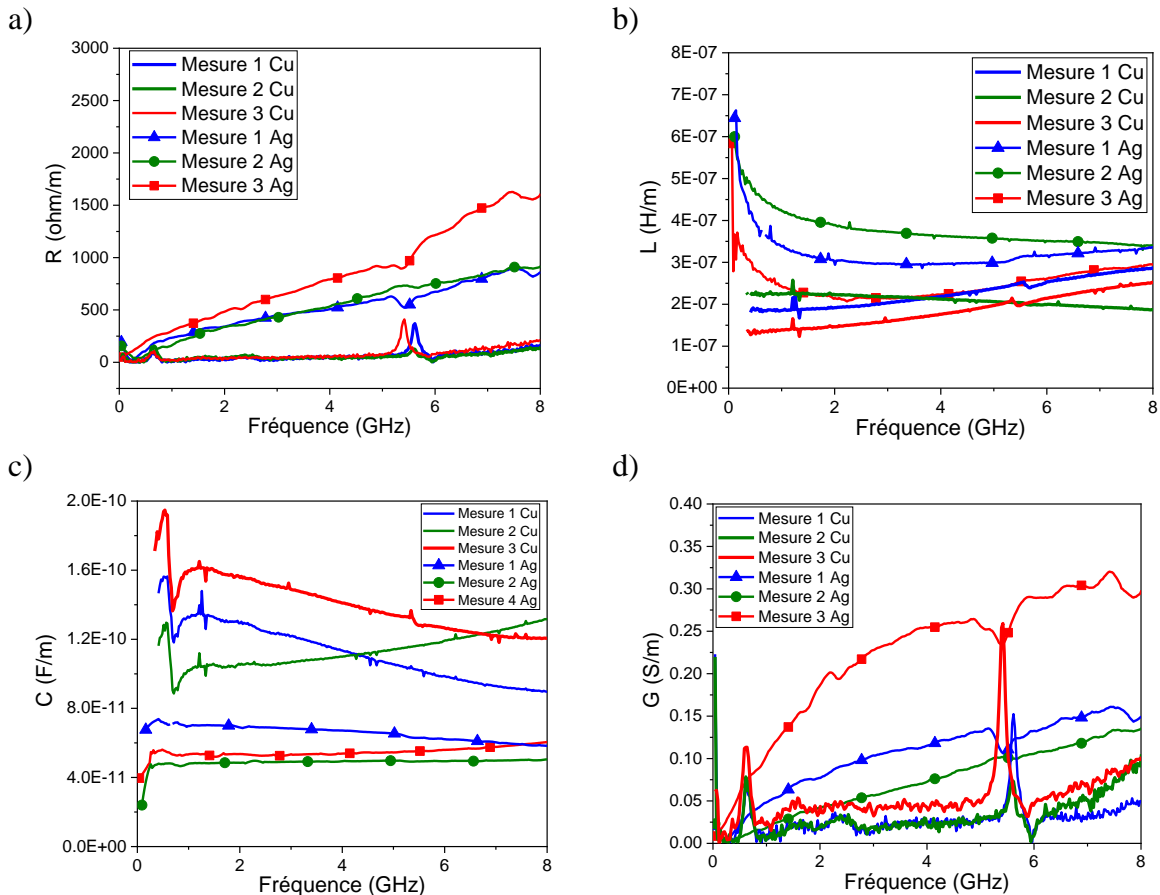 a)
3000
2500
2000
1500
1000
500
0
R (ohm/m)
Mesure 1 Cu
Mesure 2 Cu
Mesure 3 Cu
Mesure 1 Ag
Mesure 2 Ag
Mesure 3 Ag
0 2 4 6 8
Fréquence (GHz)
b)
8E-07
7E-07
6E-07
5E-07
4E-07
3E-07
2E-07
1E-07
0E+00
L (H/m)
Mesure 1 Cu
Mesure 2 Cu
Mesure 3 Cu
Mesure 1 Ag
Mesure 2 Ag
Mesure 3 Ag
0 2 4 6 8
Fréquence (GHz)
c)
2.0E-10
1.6E-10
1.2E-10
8.0E-11
4.0E-11
0.0E+00
C (F/m)
Mesure 1 Cu
Mesure 2 Cu
Mesure 3 Cu
Mesure 1 Ag
Mesure 2 Ag
Mesure 4 Ag
0 2 4 6 8
Fréquence (GHz)
d)
0.40
0.35
0.30
0.25
0.20
0.15
0.10
0.05
0.00
G (S/m)
Mesure 1 Cu
Mesure 2 Cu
Mesure 3 Cu
Mesure 1 Ag
Mesure 2 Ag
Mesure 3 Ag
0 2 4 6 8
Fréquence (GHz)